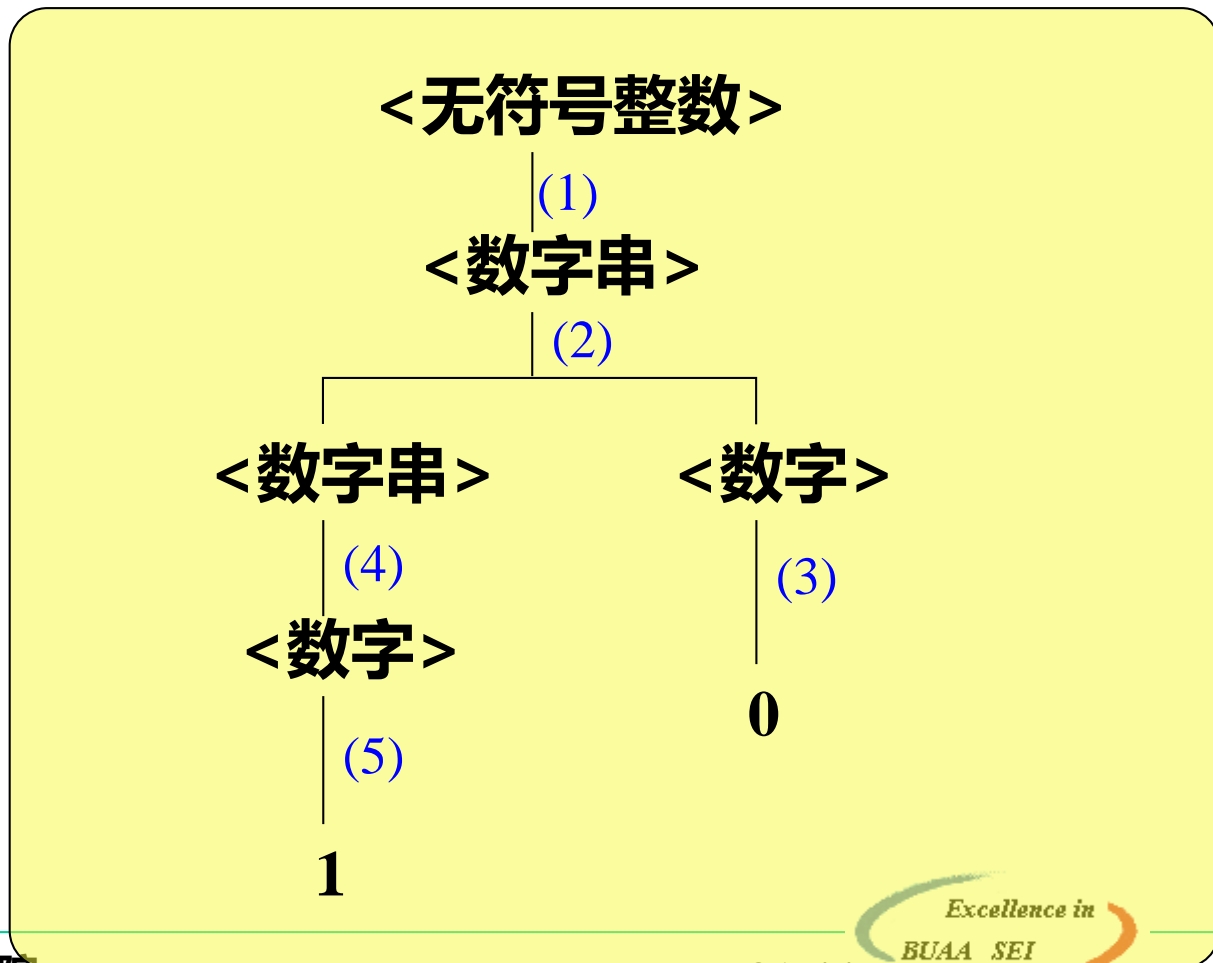 <无符号整数>
(1)
<数字串>
(2)
<数字串> <数字>
(4) (3)
<数字>
0
(5)
1
Excellence in
BUAA SEI